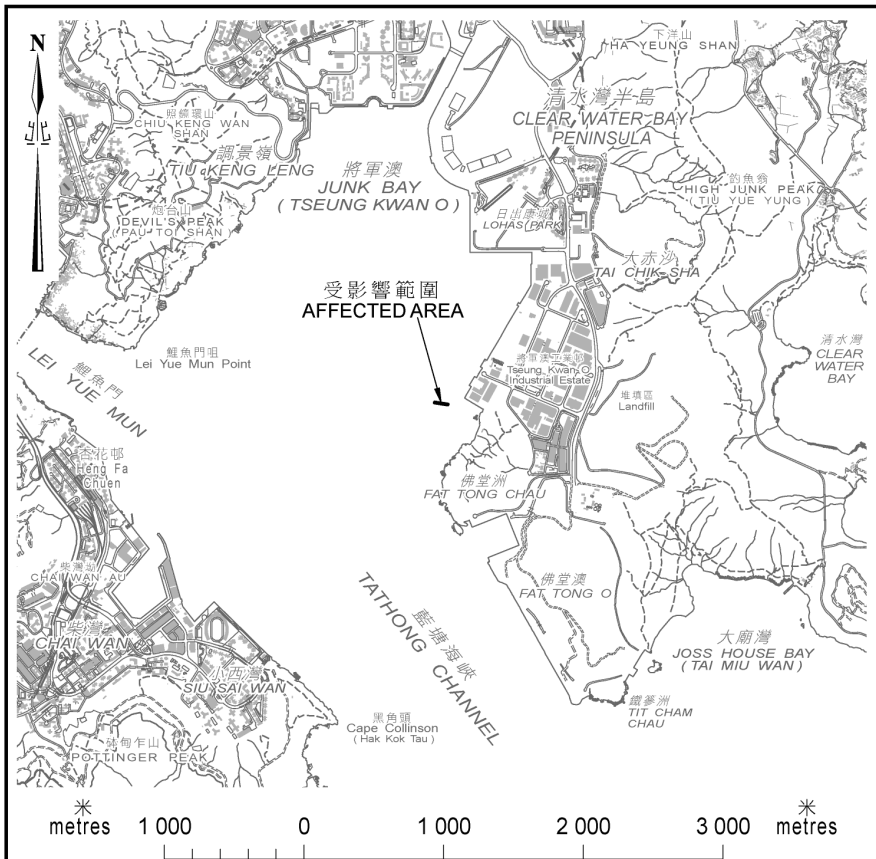 N
下洋山
HA YEUNG SHAN
清水灣半島
CLEAR WATER BAY
PENINSULA
照鏡環山
CHIU KENG WAN
SHAN
調景嶺
TIU KENG LENG
將軍澳
JUNK BAY
( TSEUNG KWAN O )
釣魚翁
HIGH JUNK PEAK
( TIU YUE YUNG )
炮台山
DEVIL'S PEAK
( PAU TOI SHAN )
日出康城
LOHAS PARK
大赤沙
TAI CHIK SHA
受影響範圍
AFFECTED AREA
鯉魚門
LEI YUE MUN
鯉魚門咀
Lei Yue Mun Point
清水灣
CLEAR
WATER
BAY
將軍澳工業邨
Tseung Kwan O
Industrial Estate
堆填區
Landfill
杏花邨
Heng Fa
Chuen
佛堂洲
FAT TONG CHAU
柴灣坳
CHAI WAN AU
藍塘海峽
TATHONG CHANNEL
佛堂澳
FAT TONG O
柴灣
CHAI WAN
大廟灣
JOSS HOUSE BAY
( TAI MIU WAN )
小西灣
SIU SAI WAN
鐵篸洲
TIT CHAM
CHAU
黑角頭
Cape Collinson
( Hak Kok Tau )
砵甸乍山
POTTINGER PEAK
米
metres
1 000
0
1 000
2 000
3 000
米
metres